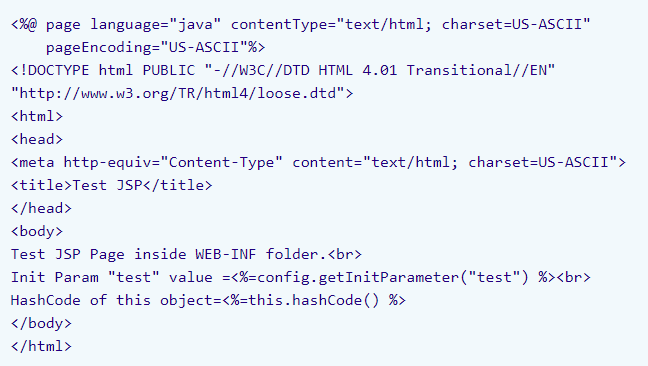 <%@ page language="java" contentType="text/html; charset=US-ASCII"
    pageEncoding="US-ASCII"%>
<!DOCTYPE html PUBLIC "-//W3C//DTD HTML 4.01 Transitional//EN"
"http://www.w3.org/TR/html4/loose.dtd">
<html>
<head>
<meta http-equiv="Content-Type" content="text/html; charset=US-ASCII">
<title>Test JSP</title>
</head>
<body>
Test JSP Page inside WEB-INF folder.<br>
Init Param "test" value =<%=config.getInitParameter("test") %><br>
HashCode of this object=<%=this.hashCode() %>
</body>
</html>